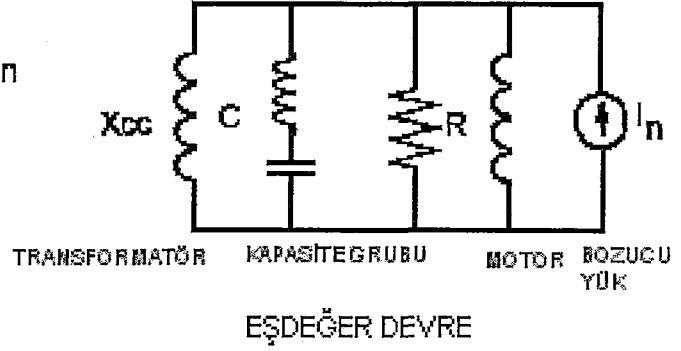 n
Xcc C R In
TRANSFORMATÖR KAPASİTEGRUBU MOTOR BOZUCU
YÜK
EŞDEĞER DEVRE